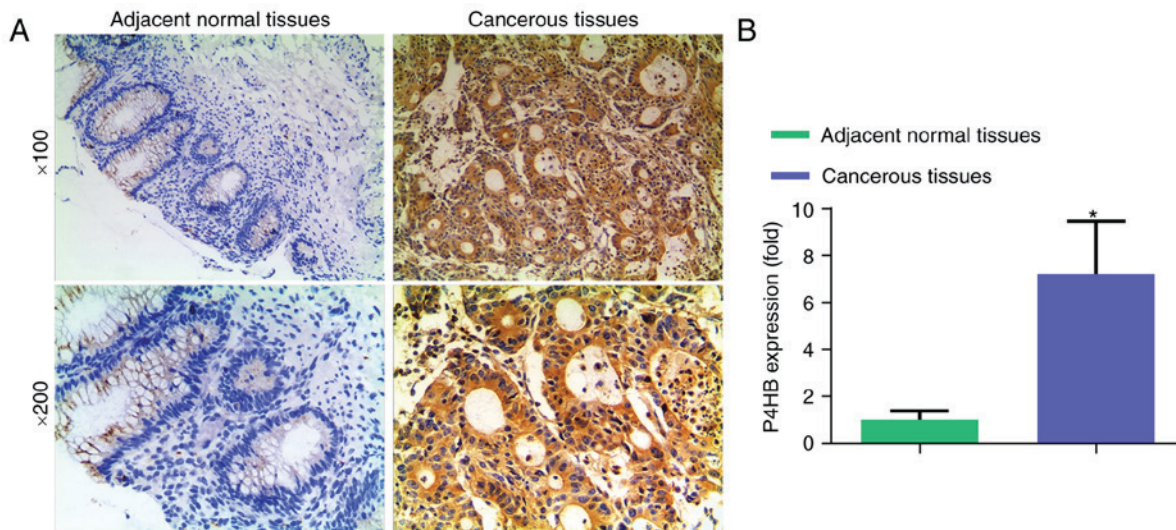 A
Adjacent normal tissues
Cancerous tissues
×100
×200
B
Adjacent normal tissues
Cancerous tissues
P4HB expression (fold)
10
8
6
4
2
0
*